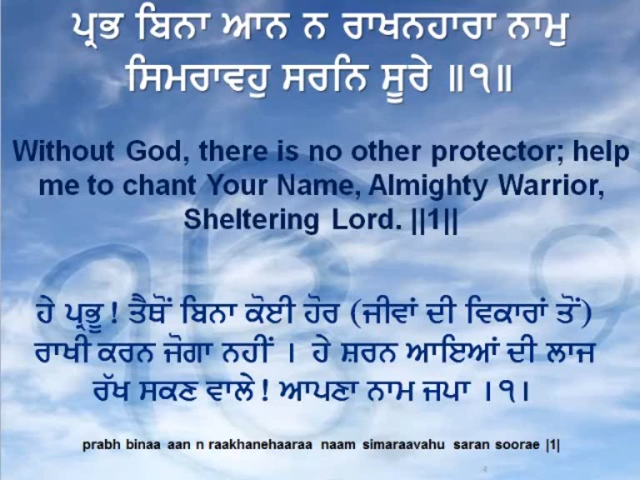 ਪ੍ਰਭ ਬਿਨਾ ਆਨ ਨ ਰਾਖਨਹਾਰਾ ਨਾਮੁ
ਸਿਮਰਾਵਹੁ ਸਰਨਿ ਸੂਰੇ ॥੧॥
Without God, there is no other protector; help
me to chant Your Name, Almighty Warrior,
Sheltering Lord. ||1||
ਹੇ ਪ੍ਰਭੂ! ਤੈਥੋਂ ਬਿਨਾ ਕੋਈ ਹੋਰ (ਜੀਵਾਂ ਦੀ ਵਿਕਾਰਾਂ ਤੋਂ)
ਰਾਖੀ ਕਰਨ ਜੋਗਾ ਨਹੀਂ । ਹੇ ਸ਼ਰਨ ਆਇਆਂ ਦੀ ਲਾਜ
ਰੱਖ ਸਕਣ ਵਾਲੇ! ਆਪਣਾ ਨਾਮ ਜਪਾ ।੧।
prabh binaa aan n raakhanehaaraa naam simaraavahu saran soorae |1|
4